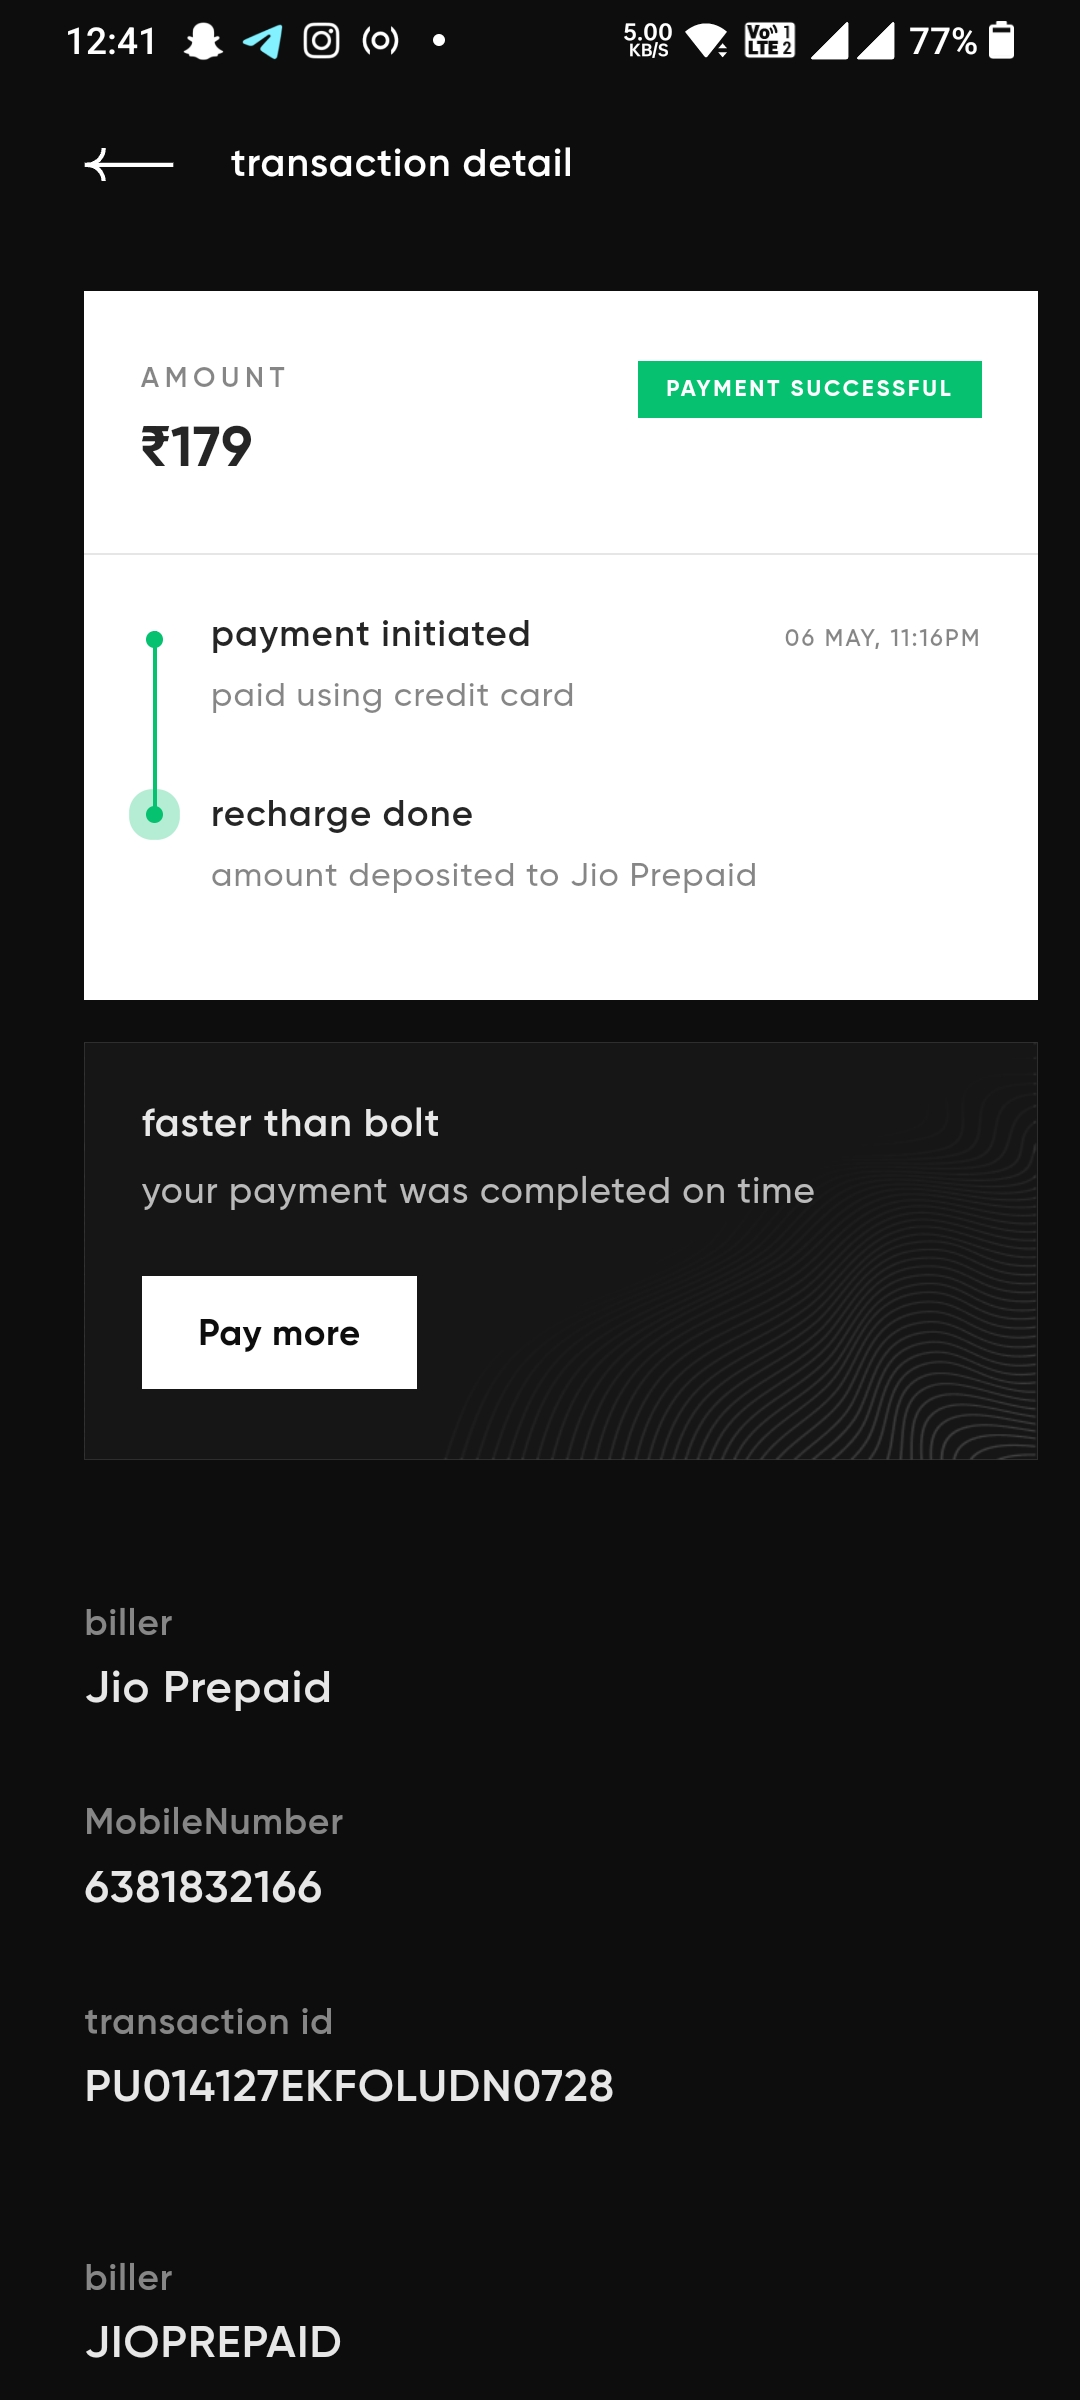 12:41
5.00
KB/S
Vo 1
LTE 2
77%
transaction detail
AMOUNT
PAYMENT SUCCESSFUL
₹179
payment initiated
06 MAY, 11:16PM
paid using credit card
recharge done
amount deposited to Jio Prepaid
faster than bolt
your payment was completed on time
Pay more
biller
Jio Prepaid
MobileNumber
6381832166
transaction id
PU014127EKFOLUDN0728
biller
JIOPREPAID